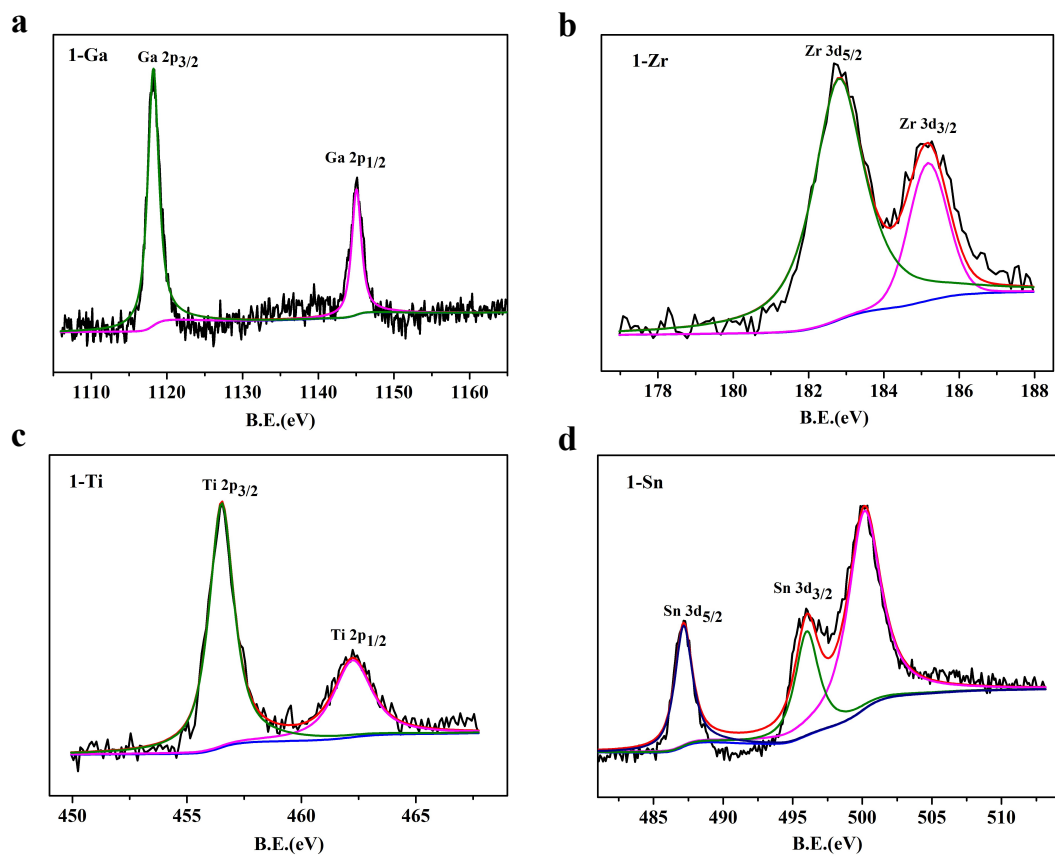 a
1-Ga
Ga 2p3/2
Ga 2p1/2
1110 1120 1130 1140 1150 1160
B.E.(eV)
b
1-Zr
Zr 3d5/2
Zr 3d3/2
178 180 182 184 186 188
B.E.(eV)
c
1-Ti
Ti 2p3/2
Ti 2p1/2
450 455 460 465
B.E.(eV)
d
1-Sn
Sn 3d5/2
Sn 3d3/2
485 490 495 500 505 510
B.E.(eV)